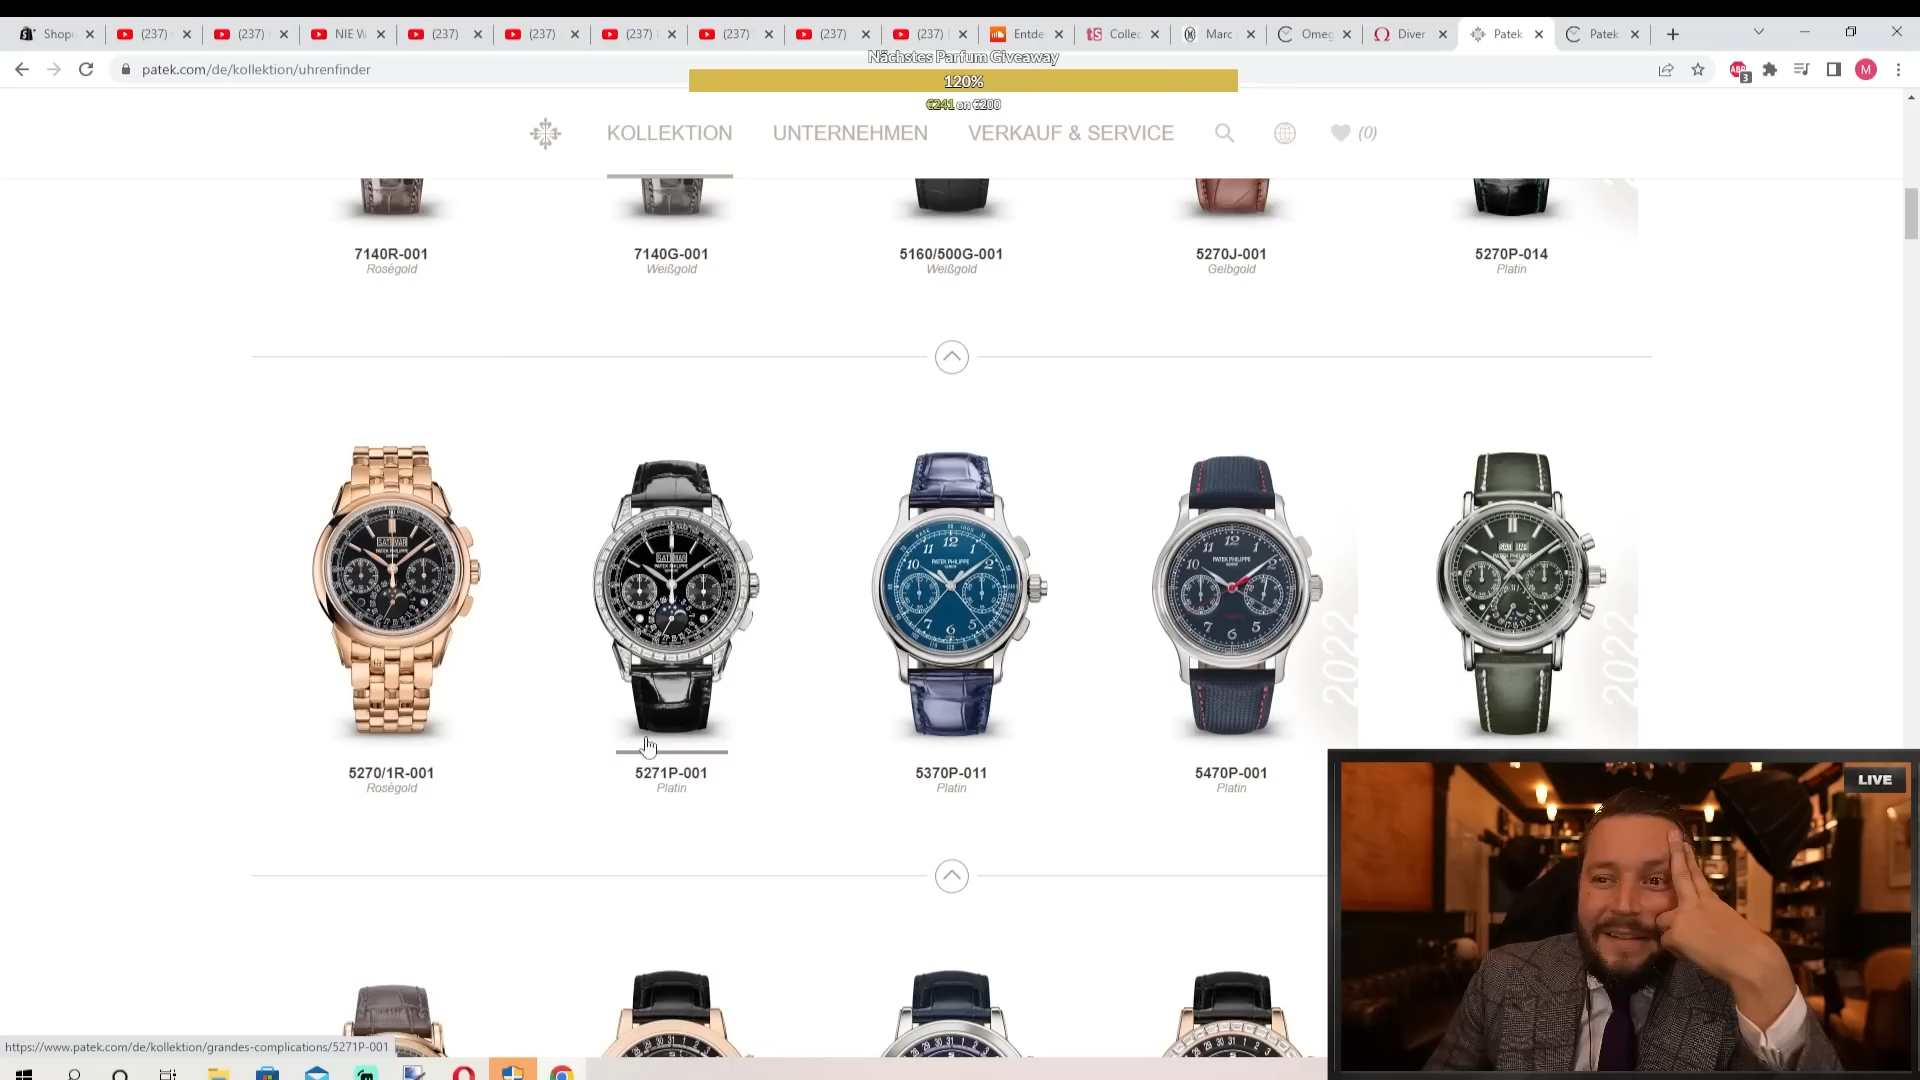 Shopi
(237)
(237)
NIE W
(237)
(237)
(237)
(237)
(237)
(237)
Entde
Collec
Marc
Omeg
Diver
Patek
Patek
patek.com/de/kollektion/uhrenfinder
Nächstes Parfum Giveaway
120%
€241 on €200
ABP
3
M
KOLLEKTION
UNTERNEHMEN
VERKAUF & SERVICE
(0)
7140R-001
Roségold
7140G-001
Weißgold
5160/500G-001
Weißgold
5270J-001
Gelbgold
5270P-014
Platin
2022
2022
5270/1R-001
Roségold
5271P-001
Platin
5370P-011
Platin
5470P-001
Platin
LIVE
https://www.patek.com/de/kollektion/grandes-complications/5271P-001